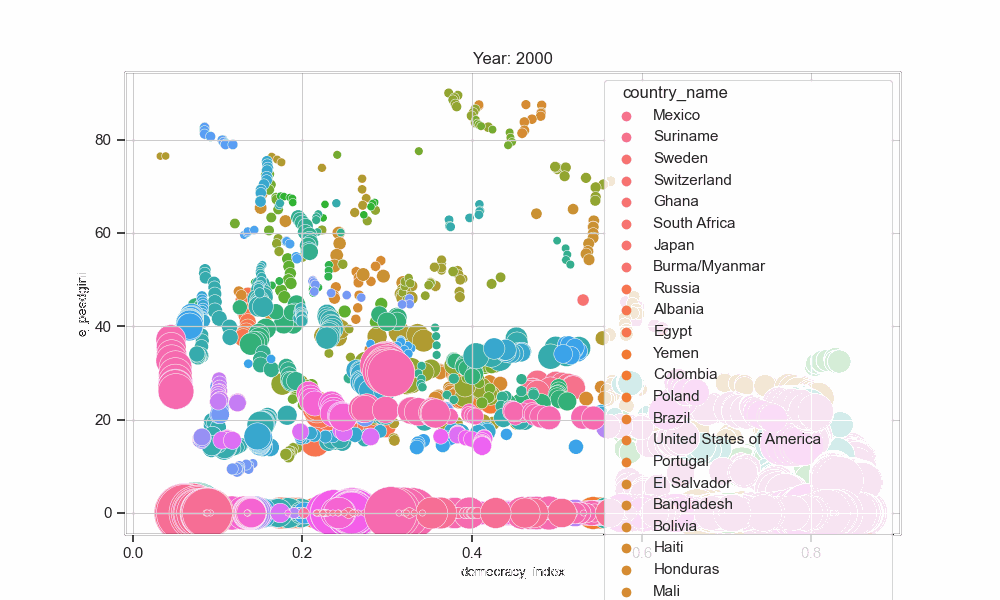 Year: 2000
country_name
Mexico
Suriname
Sweden
Switzerland
Ghana
South Africa
Japan
Burma/Myanmar
Russia
Albania
Egypt
Yemen
Colombia
Poland
Brazil
United States of America
Portugal
El Salvador
Bangladesh
Bolivia
Haiti
Honduras
Mali
80
60
40
20
0
0.0
0.2
0.4
0.6
0.8
democracy_index